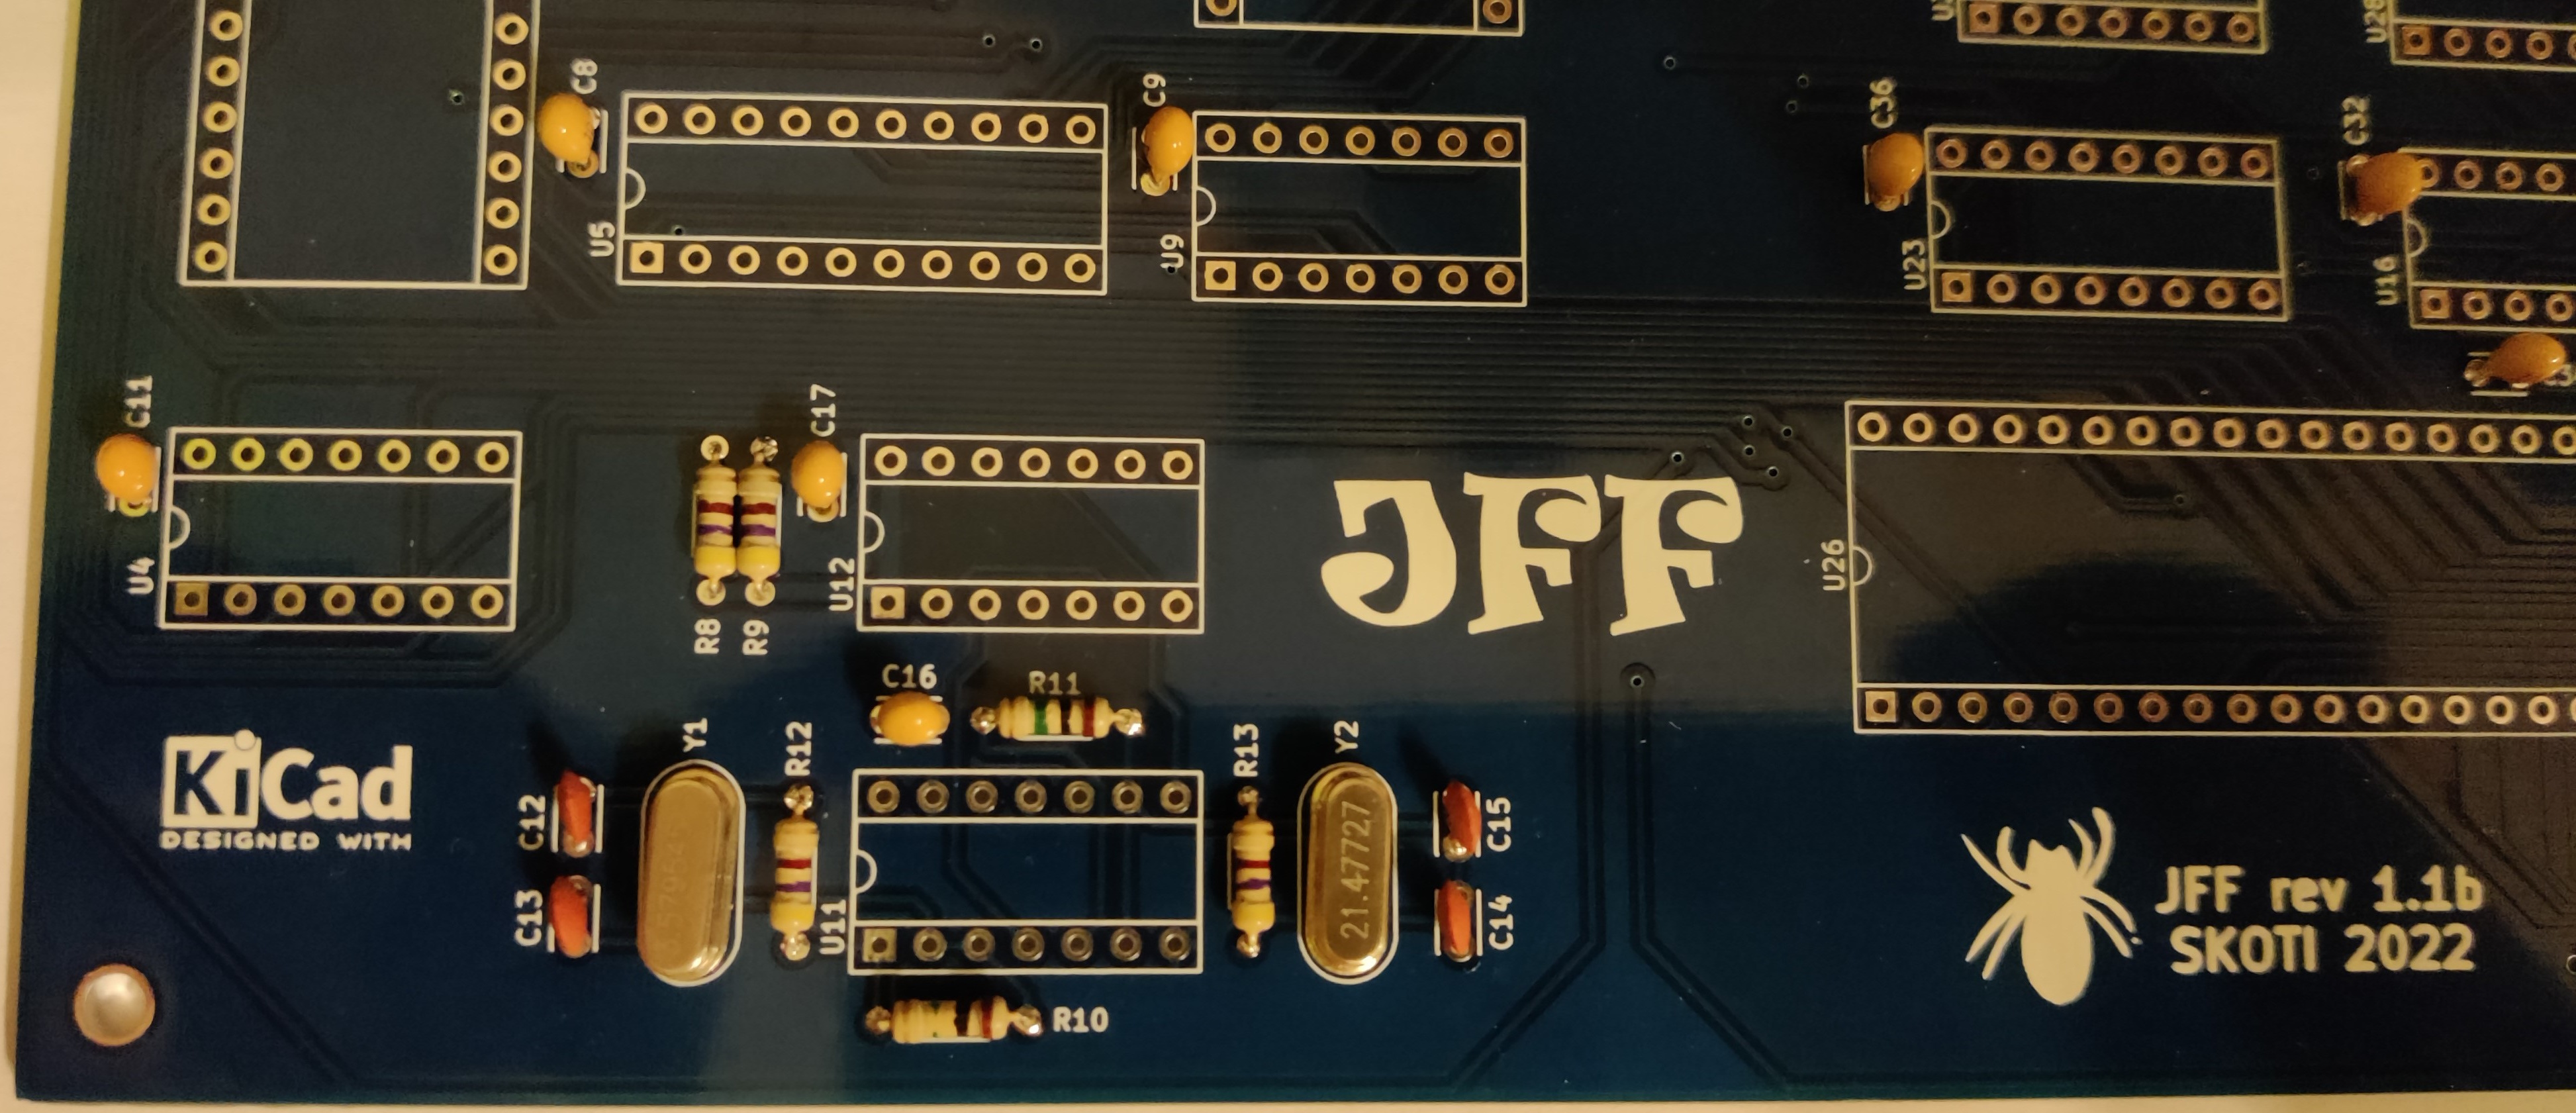 C8
C9
C36
C32
U5
U9
U23
U16
C11
C17
U4
U12
U26
R8
R9
JFF
C16
R11
Y1
R12
R13
Y2
KiCad
DESIGNED WITH
C12
C13
U11
21.47727
C15
C14
JFF rev 1.1b
SKOTI 2022
R10